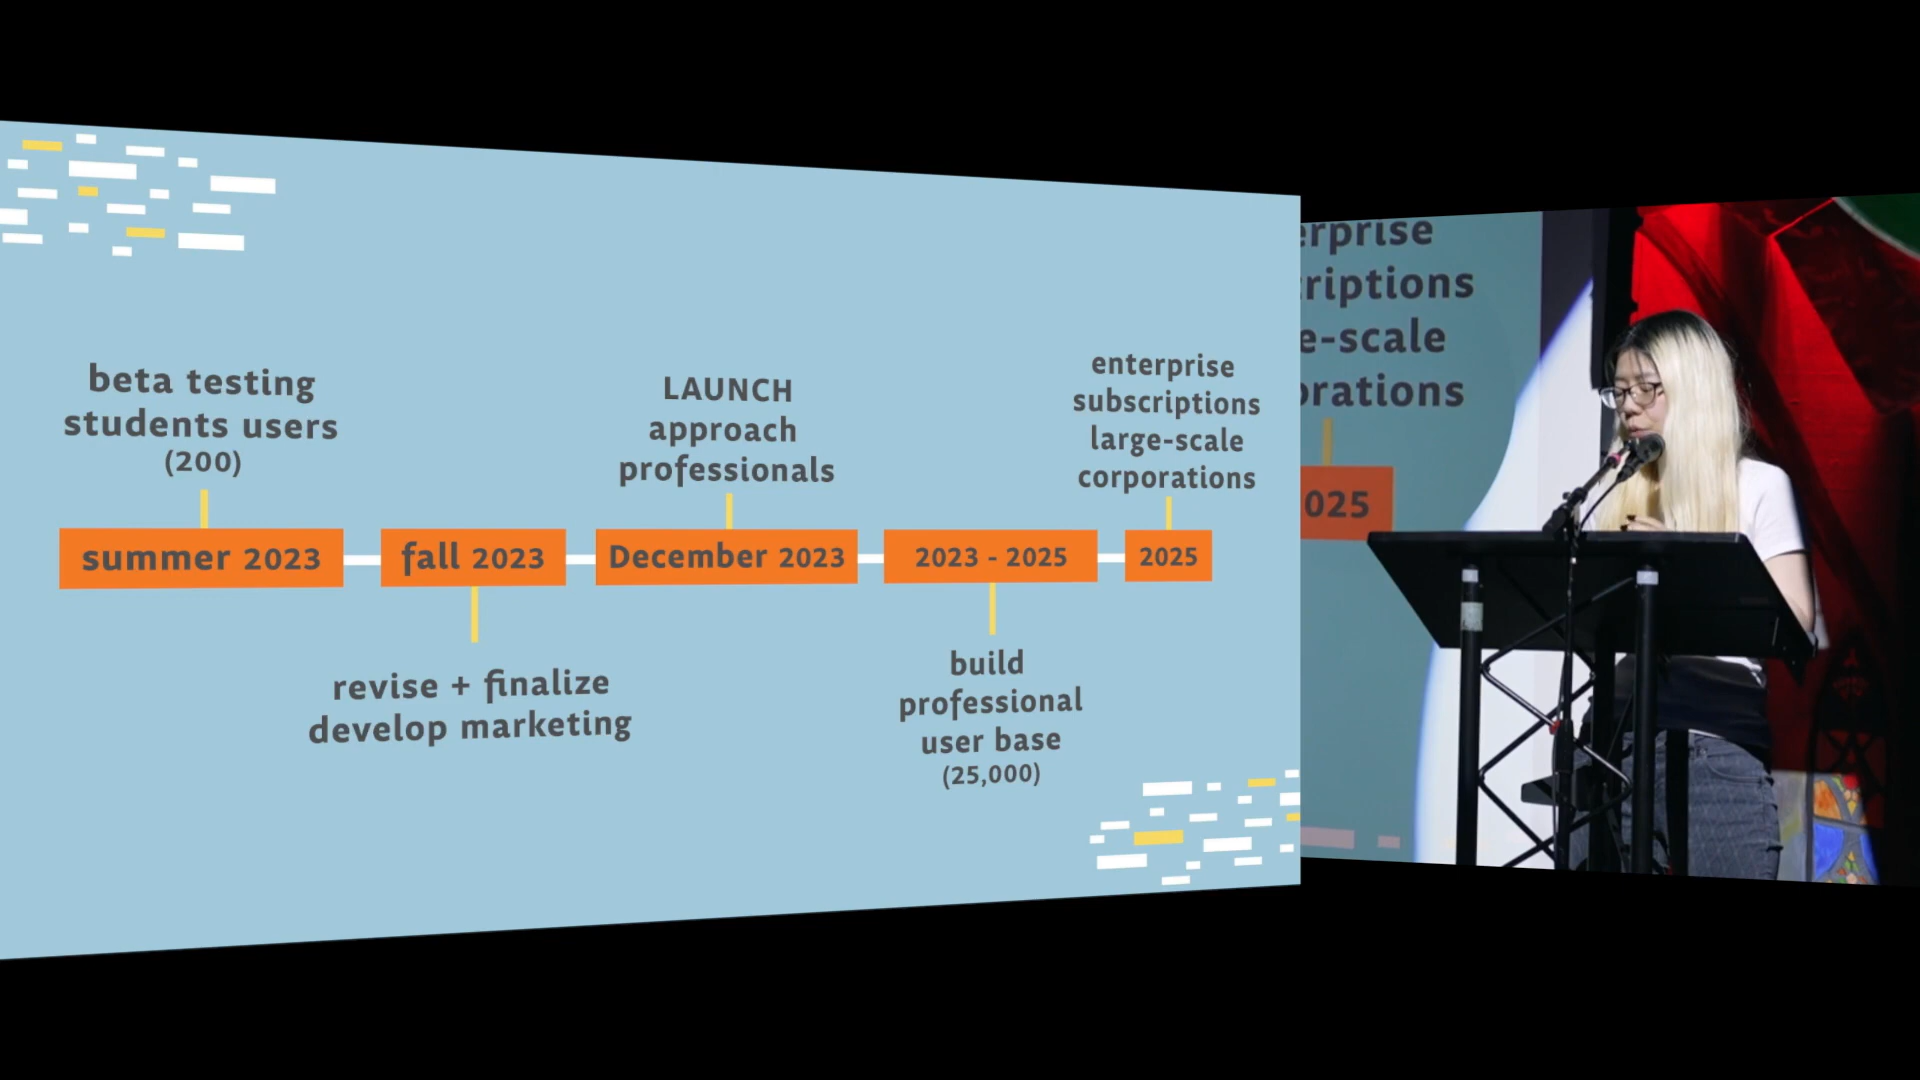 beta testing
students users
(200)
LAUNCH
approach
professionals
enterprise
subscriptions
large-scale
corporations
summer 2023
fall 2023
December 2023
2023 - 2025
2025
revise + finalize
develop marketing
build
professional
user base
(25,000)
erprise
riptions
e-scale
orations
025